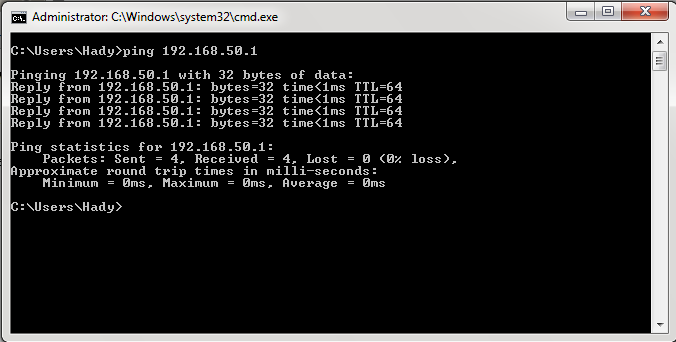 Administrator: C:\Windows\system32\cmd.exe
C:\Users\Hady>ping 192.168.50.1
Pinging 192.168.50.1 with 32 bytes of data:
Reply from 192.168.50.1: bytes=32 time<1ms TTL=64
Reply from 192.168.50.1: bytes=32 time<1ms TTL=64
Reply from 192.168.50.1: bytes=32 time<1ms TTL=64
Reply from 192.168.50.1: bytes=32 time<1ms TTL=64
Ping statistics for 192.168.50.1:
    Packets: Sent = 4, Received = 4, Lost = 0 (0% loss),
Approximate round trip times in milli-seconds:
    Minimum = 0ms, Maximum = 0ms, Average = 0ms
C:\Users\Hady>